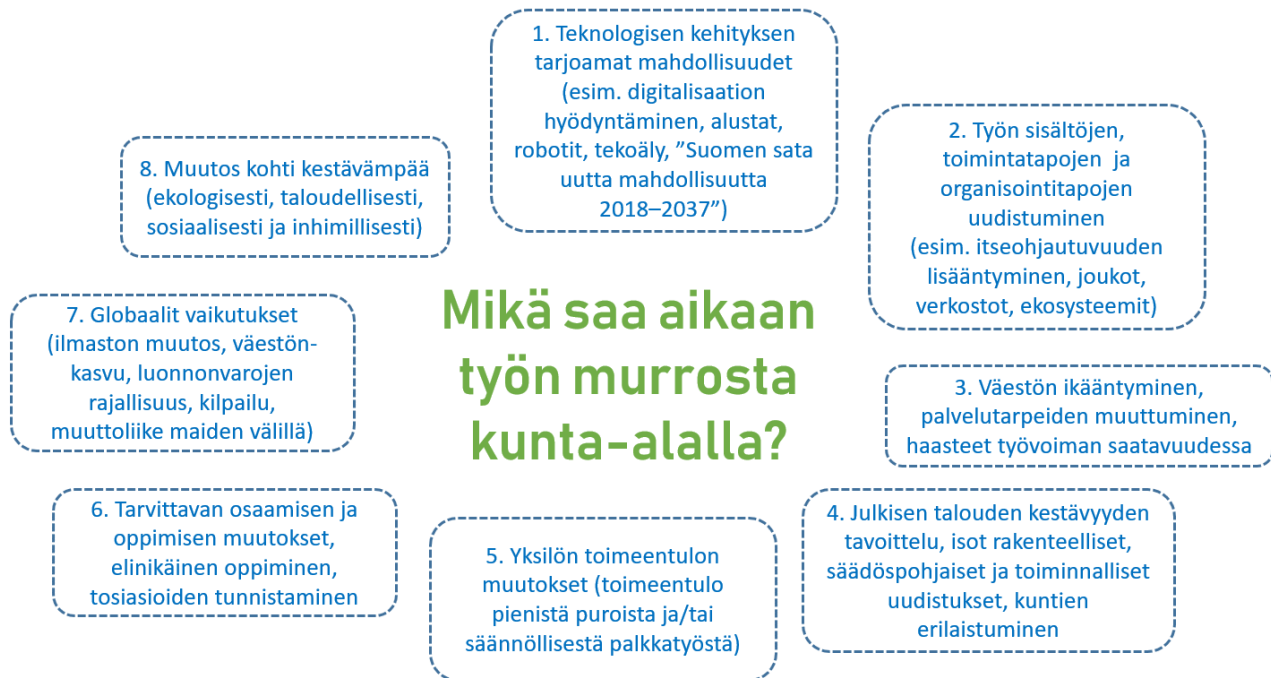 Mikä saa aikaan
työn murrosta
kunta-alalla?
1. Teknologisen kehityksen
tarjoamat mahdollisuudet
(esim. digitalisaation
hyödyntäminen, alustat,
robotit, tekoäly, ”Suomen sata
uutta mahdollisuutta
2018–2037”)
2. Työn sisältöjen,
toimintatapojen ja
organisointitapojen
uudistuminen
(esim. itseohjautuvuuden
lisääntyminen, joukot,
verkostot, ekosysteemit)
3. Väestön ikääntyminen,
palvelutarpeiden muuttuminen,
haasteet työvoiman saatavuudessa
4. Julkisen talouden kestävyyden
tavoittelu, isot rakenteelliset,
säädöspohjaiset ja toiminnalliset
uudistukset, kuntien
erilaistuminen
5. Yksilön toimeentulon
muutokset (toimeentulo
pienistä puroista ja/tai
säännöllisestä palkkatyöstä)
6. Tarvittavan osaamisen ja
oppimisen muutokset,
elinikäinen oppiminen,
tosiasioiden tunnistaminen
7. Globaalit vaikutukset
(ilmaston muutos, väestön-
kasvu, luonnonvarojen
rajallisuus, kilpailu,
muuttoliike maiden välillä)
8. Muutos kohti kestävämpää
(ekologisesti, taloudellisesti,
sosiaalisesti ja inhimillisesti)